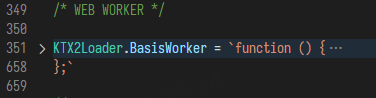 349 /* WEB WORKER */
350
351 > KTX2Loader.BasisWorker = `function () {⋯
658 };`
659